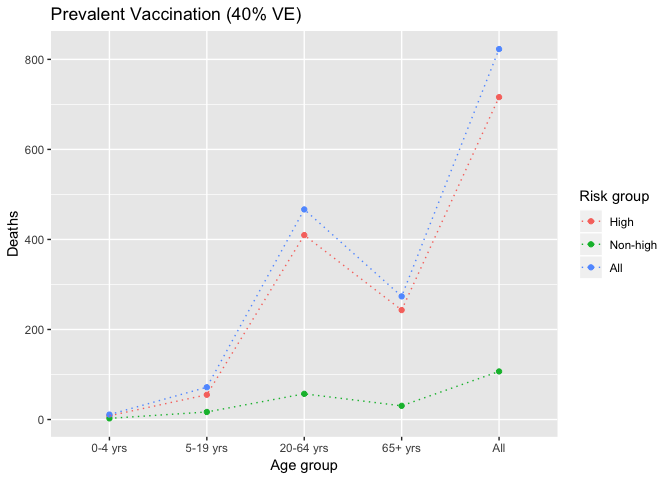 Prevalent Vaccination (40% VE)
800
600
400
200
0
Deaths
0-4 yrs
5-19 yrs
20-64 yrs
65+ yrs
All
Age group
Risk group
High
Non-high
All